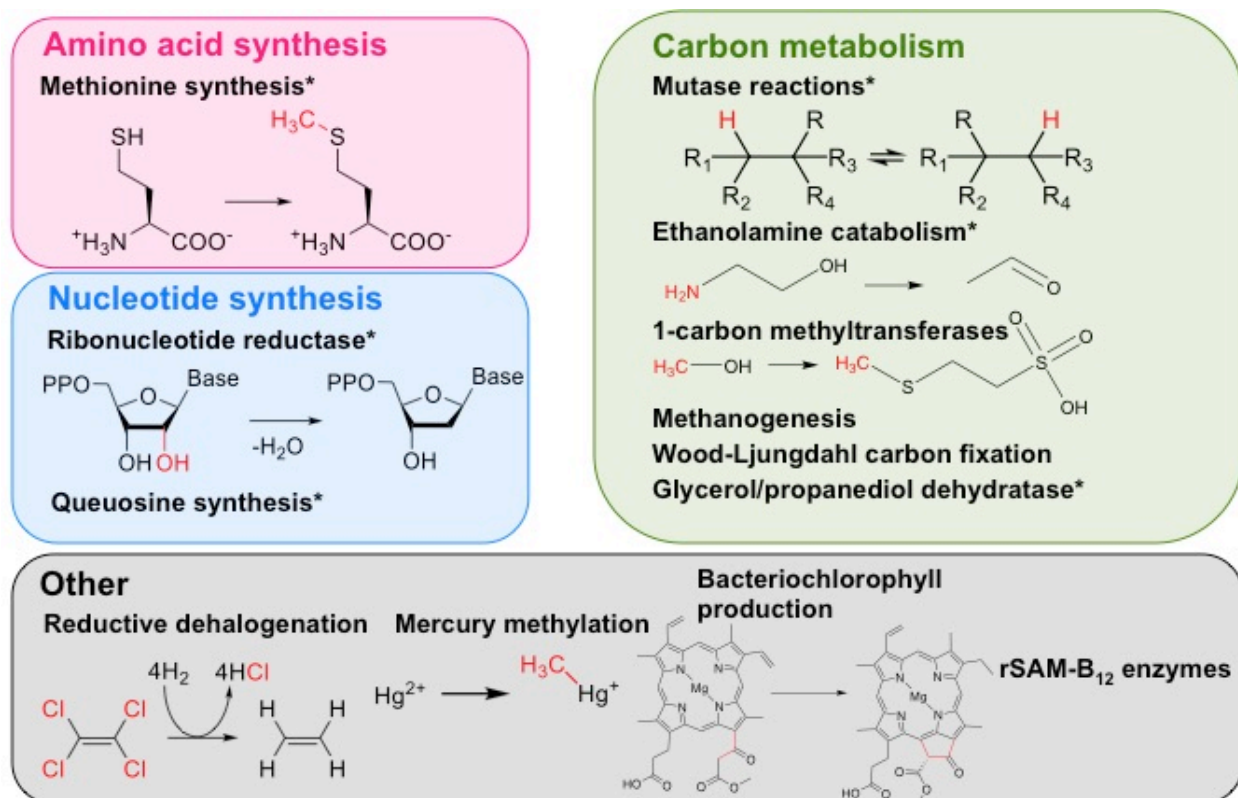 Amino acid synthesis
Methionine synthesis*
SH
H₃C
S
⁺H₃N
COO⁻
⁺H₃N
COO⁻
Nucleotide synthesis
Ribonucleotide reductase*
PPO
O
Base
OH
OH
-H₂O
PPO
O
Base
OH
Queuosine synthesis*
Carbon metabolism
Mutase reactions*
H
R
R₁
R₃
R₂
R₄
R
H
R₁
R₃
R₂
R₄
Ethanolamine catabolism*
H₂N
OH
O
1-carbon methyltransferases
H₃C
OH
H₃C
S
O
O
S
OH
Methanogenesis
Wood-Ljungdahl carbon fixation
Glycerol/propanediol dehydratase*
Other
Reductive dehalogenation
Cl
Cl
Cl
Cl
4H₂
4HCl
H
H
H
H
Mercury methylation
Hg²⁺
H₃C
Hg⁺
Bacteriochlorophyll
production
N
N
Mg
N
N
HO
O
O
O
O
N
N
Mg
N
N
HO
O
O
O
O
rSAM-B₁₂ enzymes